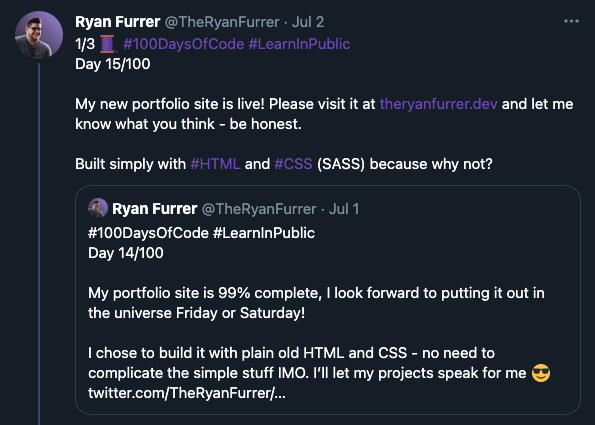 Ryan Furrer @TheRyanFurrer · Jul 2
1/3 🧵 #100DaysOfCode #LearnInPublic
Day 15/100
My new portfolio site is live! Please visit it at theryanfurrer.dev and let me
know what you think - be honest.
Built simply with #HTML and #CSS (SASS) because why not?
Ryan Furrer @TheRyanFurrer · Jul 1
#100DaysOfCode #LearnInPublic
Day 14/100
My portfolio site is 99% complete, I look forward to putting it out in
the universe Friday or Saturday!
I chose to build it with plain old HTML and CSS - no need to
complicate the simple stuff IMO. I’ll let my projects speak for me 😎
twitter.com/TheRyanFurrer/...